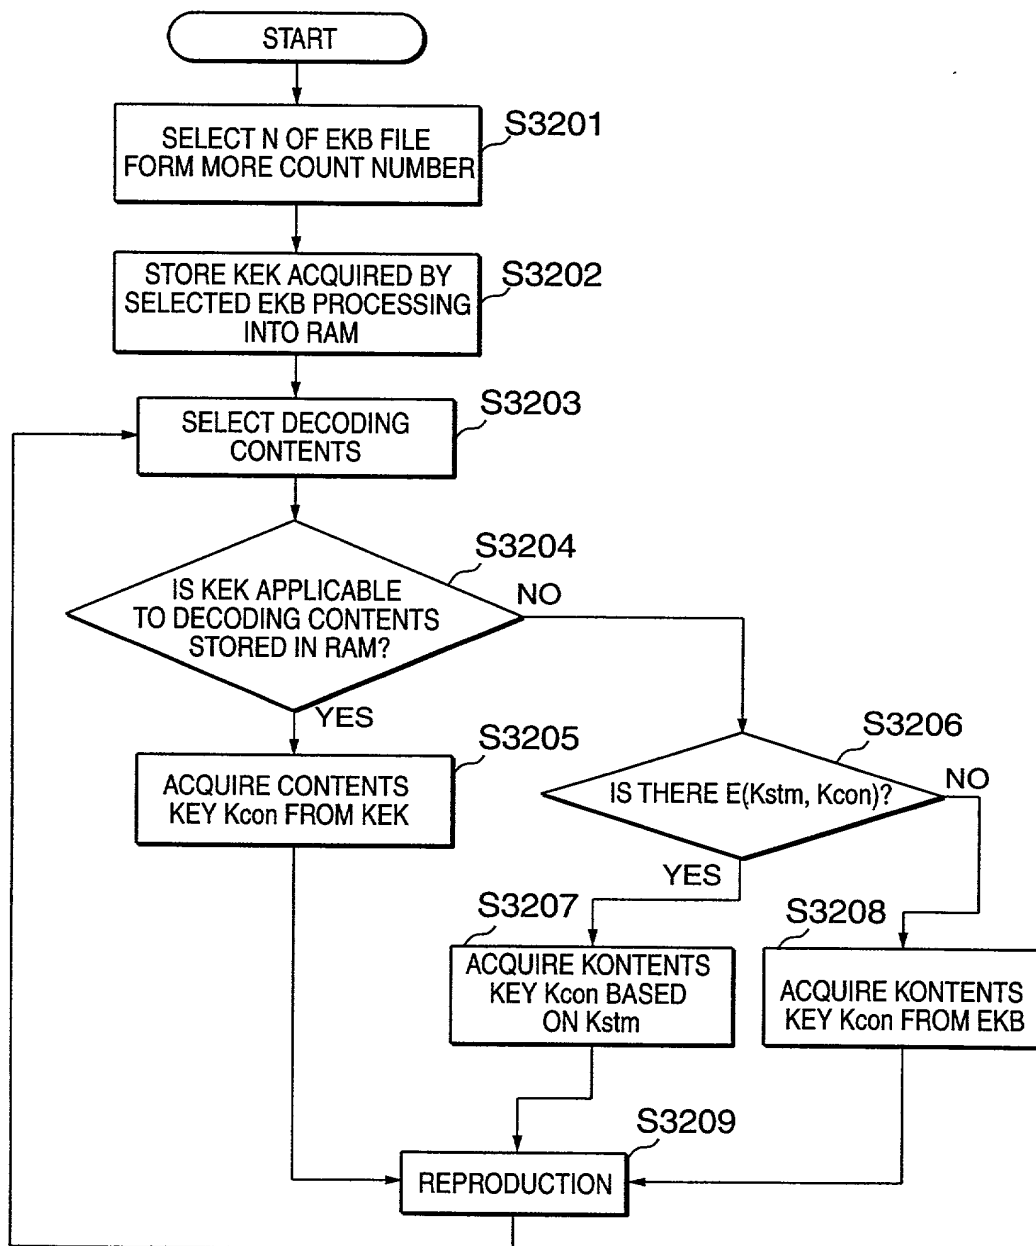 START
S3201
SELECT N OF EKB FILE
FORM MORE COUNT NUMBER
S3202
STORE KEK ACQUIRED BY
SELECTED EKB PROCESSING
INTO RAM
S3203
SELECT DECODING
CONTENTS
S3204
IS KEK APPLICABLE
TO DECODING CONTENTS
STORED IN RAM?
NO
YES
S3205
ACQUIRE CONTENTS
KEY Kcon FROM KEK
S3206
IS THERE E(Kstm, Kcon)?
NO
YES
S3207
ACQUIRE KONTENTS
KEY Kcon BASED
ON Kstm
S3208
ACQUIRE KONTENTS
KEY Kcon FROM EKB
S3209
REPRODUCTION